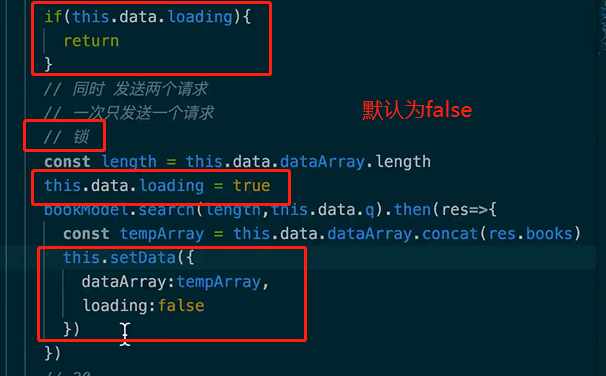 if(this.data.loading){
return
}
// 同时 发送两个请求
// 一次只发送一个请求
默认为false
// 锁
const length = this.data.dataArray.length
this.data.loading = true
bookModel.search(length,this.data.q).then(res=>{
const tempArray = this.data.dataArray.concat(res.books)
this.setData({
dataArray:tempArray,
loading:false
})
})